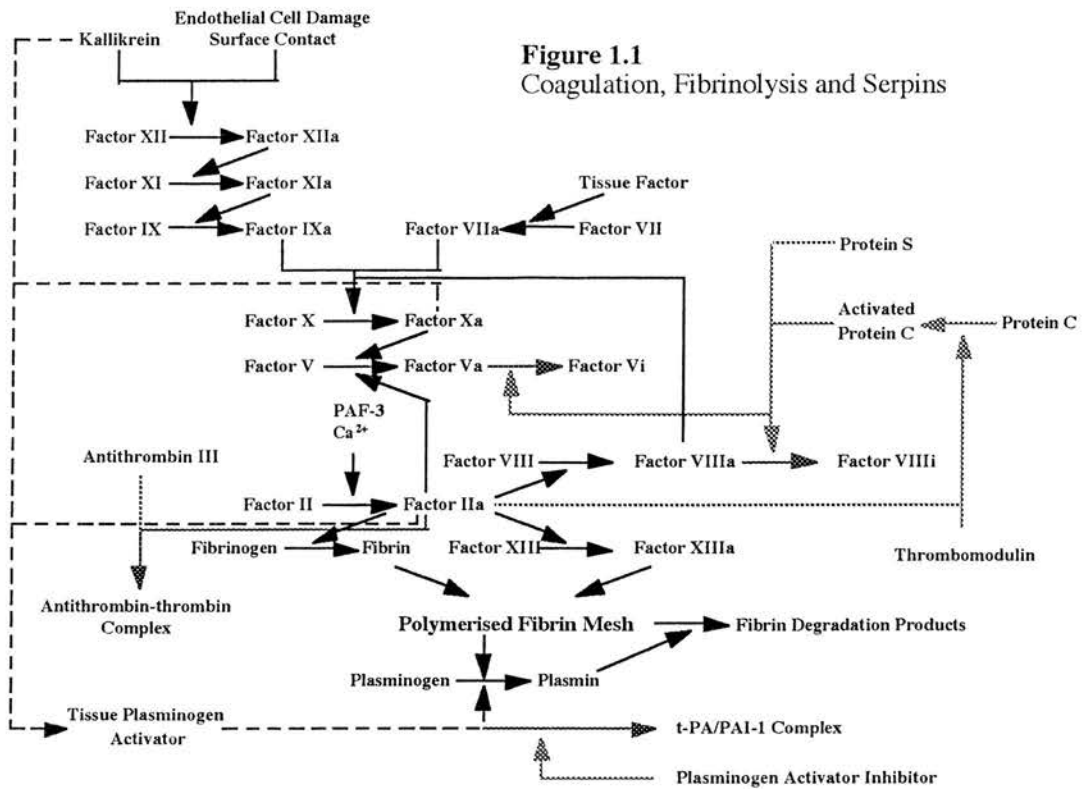 Endothelial Cell Damage
Kallikrein Surface Contact
Figure 1.1
Coagulation, Fibrinolysis and Serpins
Factor XII Factor XIIa
Factor XI Factor XIa
Tissue Factor
Factor IX Factor IXa Factor VIIa Factor VII
Protein S
Factor X Factor Xa
Activated
Protein C
Protein C
Factor V Factor Va Factor Vi
PAF-3
Ca²⁺
Antithrombin III
Factor VIII Factor VIIIa Factor VIIIi
Factor II Factor IIa
Fibrinogen Fibrin Factor XIII Factor XIIIa
Thrombomodulin
Antithrombin-thrombin
Complex
Polymerised Fibrin Mesh Fibrin Degradation Products
Plasminogen Plasmin
Tissue Plasminogen
Activator
t-PA/PAI-1 Complex
Plasminogen Activator Inhibitor